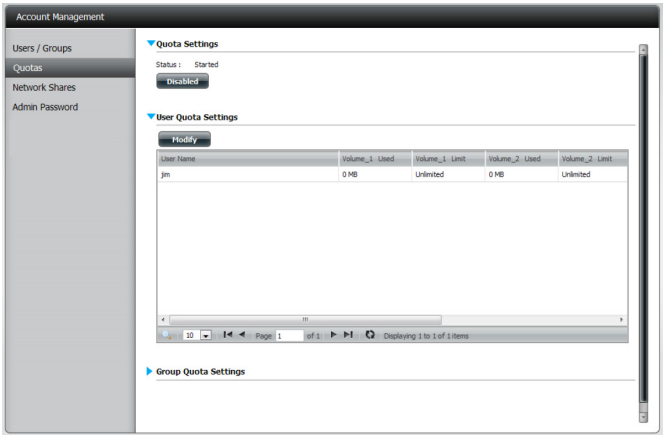 Account Management
Users / Groups
Quotas
Network Shares
Admin Password
Quota Settings
Status : Started
Disabled
User Quota Settings
Modify
User Name Volume_1 Used Volume_1 Limit Volume_2 Used Volume_2 Limit
jim 0 MB Unlimited 0 MB Unlimited
10 Page 1 of 1 Displaying 1 to 1 of 1 items
Group Quota Settings